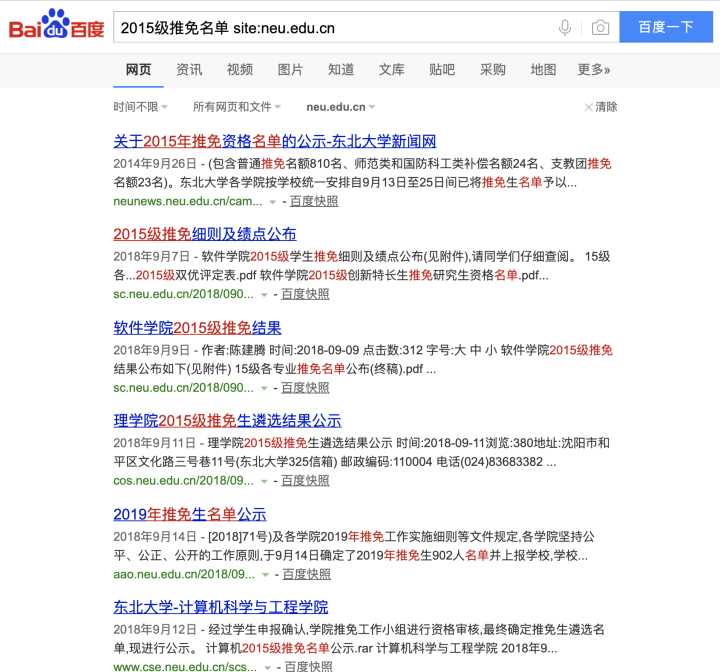 Bai du 百度
2015级推免名单 site:neu.edu.cn
百度一下
网页 资讯 视频 图片 知道 文库 贴吧 采购 地图 更多»
时间不限 所有网页和文件 neu.edu.cn ×清除
关于2015年推免资格名单的公示-东北大学新闻网
2014年9月26日 - (包含普通推免名额810名、师范类和国防科工类补偿名额24名、支教团推免
名额23名)。东北大学各学院按学校统一安排自9月13日至25日间已将推免生名单予以...
neunews.neu.edu.cn/cam... - 百度快照
2015级推免细则及绩点公布
2018年9月7日 - 软件学院2015级学生推免细则及绩点公布(见附件),请同学们仔细查阅。 15级
各...2015级双优评定表.pdf 软件学院2015级创新特长生推免研究生资格名单.pdf...
sc.neu.edu.cn/2018/090... - 百度快照
软件学院2015级推免结果
2018年9月9日 - 作者:陈建腾 时间:2018-09-09 点击数:312 字号:大 中 小 软件学院2015级推免
结果公布如下(见附件) 15级各专业推免名单公布(终稿).pdf ...
sc.neu.edu.cn/2018/090... - 百度快照
理学院2015级推免生遴选结果公示
2018年9月11日 - 理学院2015级推免生遴选结果公示 时间:2018-09-11浏览:380地址:沈阳市和
平区文化路三号巷11号(东北大学325信箱) 邮政编码:110004 电话(024)83683382 ...
cos.neu.edu.cn/2018/09... - 百度快照
2019年推免生名单公示
2018年9月14日 - [2018]71号)及各学院2019年推免工作实施细则等文件规定,各学院坚持公
平、公正、公开的工作原则,于9月14日确定了2019年推免生902人名单并上报学校,学校...
aao.neu.edu.cn/2018/09... - 百度快照
东北大学-计算机科学与工程学院
2018年9月12日 - 经过学生申报确认,学院推免工作小组进行资格审核,最终确定推免生遴选名
单,现进行公示。 计算机2015级推免名单公示.rar 计算机科学与工程学院 2018年9...
www.cse.neu.edu.cn/scs... - 百度快照